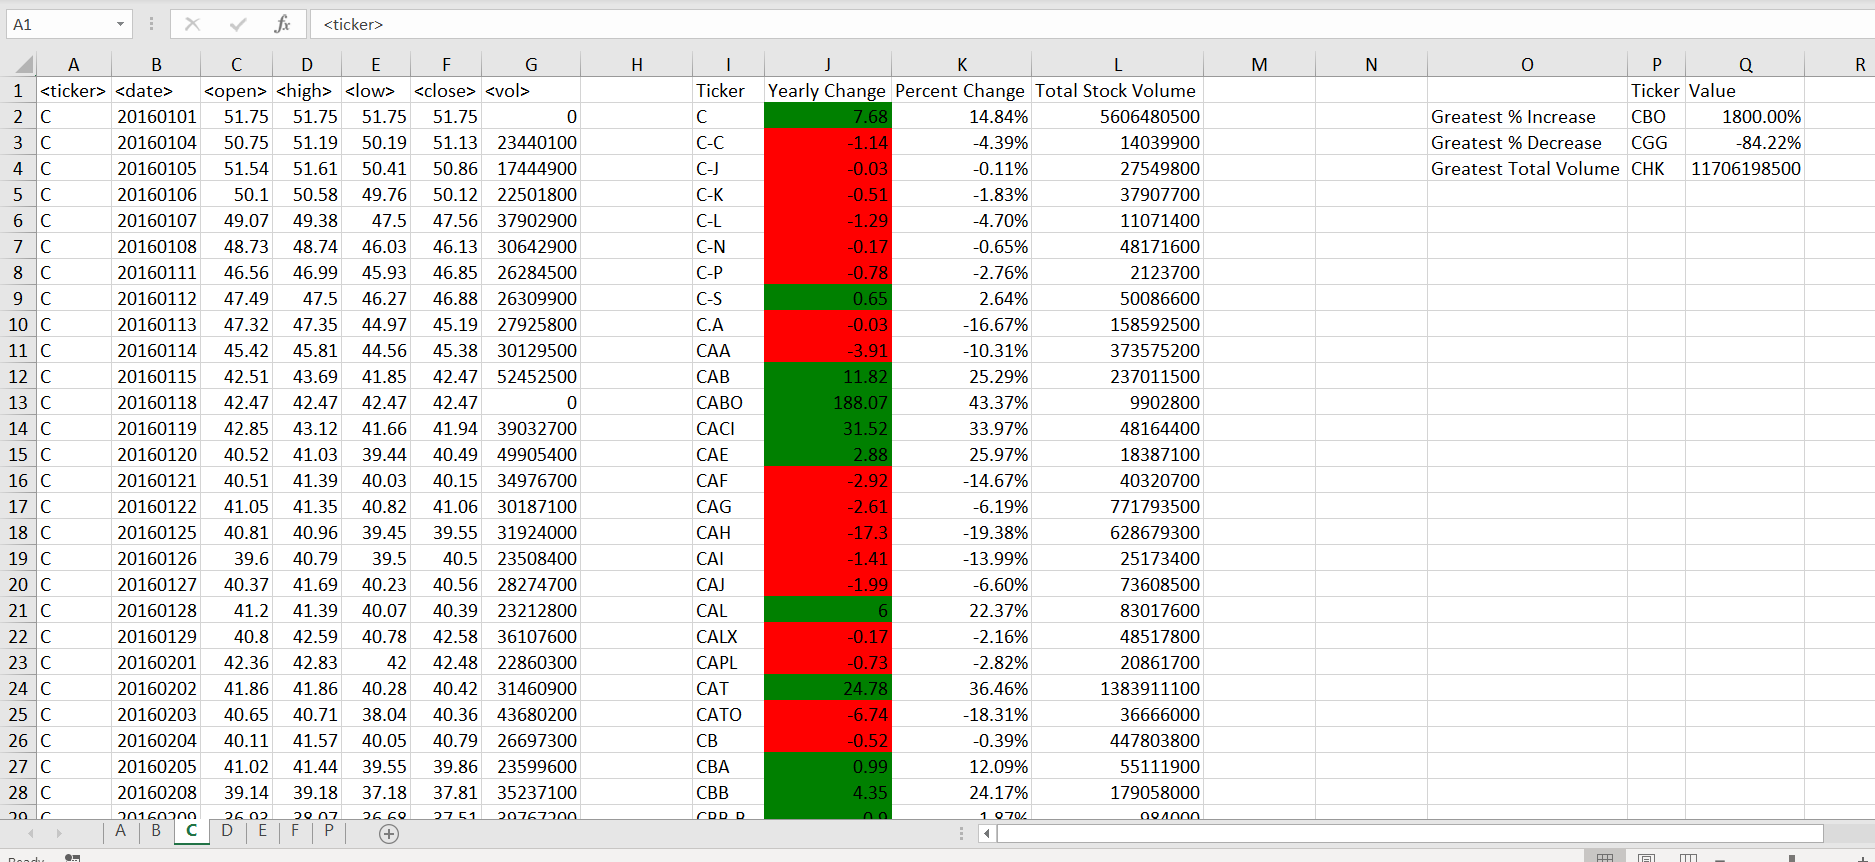 A1 fx <ticker>
A B C D E F G H I J K L M N O P Q R
1 <ticker> <date> <open> <high> <low> <close> <vol> Ticker Yearly Change Percent Change Total Stock Volume Ticker Value
2 C 20160101 51.75 51.75 51.75 51.75 0 C 7.68 14.84% 5606480500 Greatest % Increase CBO 1800.00%
3 C 20160104 50.75 51.19 50.19 51.13 23440100 C-C -1.14 -4.39% 14039900 Greatest % Decrease CGG -84.22%
4 C 20160105 51.54 51.61 50.41 50.86 17444900 C-J -0.03 -0.11% 27549800 Greatest Total Volume CHK 11706198500
5 C 20160106 50.1 50.58 49.76 50.12 22501800 C-K -0.51 -1.83% 37907700
6 C 20160107 49.07 49.38 47.5 47.56 37902900 C-L -1.29 -4.70% 11071400
7 C 20160108 48.73 48.74 46.03 46.13 30642900 C-N -0.17 -0.65% 48171600
8 C 20160111 46.56 46.99 45.93 46.85 26284500 C-P -0.78 -2.76% 2123700
9 C 20160112 47.49 47.5 46.27 46.88 26309900 C-S 0.65 2.64% 50086600
10 C 20160113 47.32 47.35 44.97 45.19 27925800 C.A -0.03 -16.67% 158592500
11 C 20160114 45.42 45.81 44.56 45.38 30129500 CAA -3.91 -10.31% 373575200
12 C 20160115 42.51 43.69 41.85 42.47 52452500 CAB 11.82 25.29% 237011500
13 C 20160118 42.47 42.47 42.47 42.47 0 CABO 188.07 43.37% 9902800
14 C 20160119 42.85 43.12 41.66 41.94 39032700 CACI 31.52 33.97% 48164400
15 C 20160120 40.52 41.03 39.44 40.49 49905400 CAE 2.88 25.97% 18387100
16 C 20160121 40.51 41.39 40.03 40.15 34976700 CAF -2.92 -14.67% 40320700
17 C 20160122 41.05 41.35 40.82 41.06 30187100 CAG -2.61 -6.19% 771793500
18 C 20160125 40.81 40.96 39.45 39.55 31924000 CAH -17.3 -19.38% 628679300
19 C 20160126 39.6 40.79 39.5 40.5 23508400 CAI -1.41 -13.99% 25173400
20 C 20160127 40.37 41.69 40.23 40.56 28274700 CAJ -1.99 -6.60% 73608500
21 C 20160128 41.2 41.39 40.07 40.39 23212800 CAL 6 22.37% 83017600
22 C 20160129 40.8 42.59 40.78 42.58 36107600 CALX -0.17 -2.16% 48517800
23 C 20160201 42.36 42.83 42 42.48 22860300 CAPL -0.73 -2.82% 20861700
24 C 20160202 41.86 41.86 40.28 40.42 31460900 CAT 24.78 36.46% 1383911100
25 C 20160203 40.65 40.71 38.04 40.36 43680200 CATO -6.74 -18.31% 36666000
26 C 20160204 40.11 41.57 40.05 40.79 26697300 CB -0.52 -0.39% 447803800
27 C 20160205 41.02 41.44 39.55 39.86 23599600 CBA 0.99 12.09% 55111900
28 C 20160208 39.14 39.18 37.18 37.81 35237100 CBB 4.35 24.17% 179058000
29 C 20160209 36.93 38.07 36.68 37.51 39767200 CBB-B 0.9 1.87% 984000
A B C D E F P
Ready